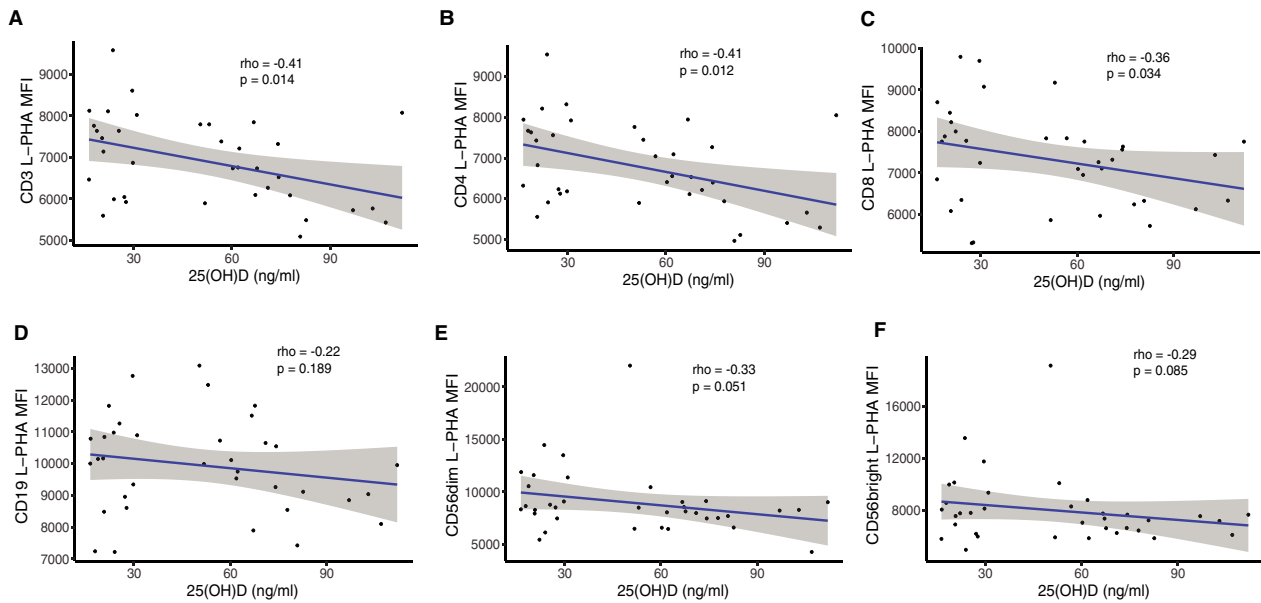 A
rho = -0.41
p = 0.014
CD3 L-PHA MFI
9000
8000
7000
6000
5000
30
60
90
25(OH)D (ng/ml)
B
rho = -0.41
p = 0.012
CD4 L-PHA MFI
9000
8000
7000
6000
5000
30
60
90
25(OH)D (ng/ml)
C
rho = -0.36
p = 0.034
CD8 L-PHA MFI
10000
9000
8000
7000
6000
30
60
90
25(OH)D (ng/ml)
D
rho = -0.22
p = 0.189
CD19 L-PHA MFI
13000
12000
11000
10000
9000
8000
7000
30
60
90
25(OH)D (ng/ml)
E
rho = -0.33
p = 0.051
CD56dim L-PHA MFI
20000
15000
10000
5000
30
60
90
25(OH)D (ng/ml)
F
rho = -0.29
p = 0.085
CD56bright L-PHA MFI
16000
12000
8000
30
60
90
25(OH)D (ng/ml)